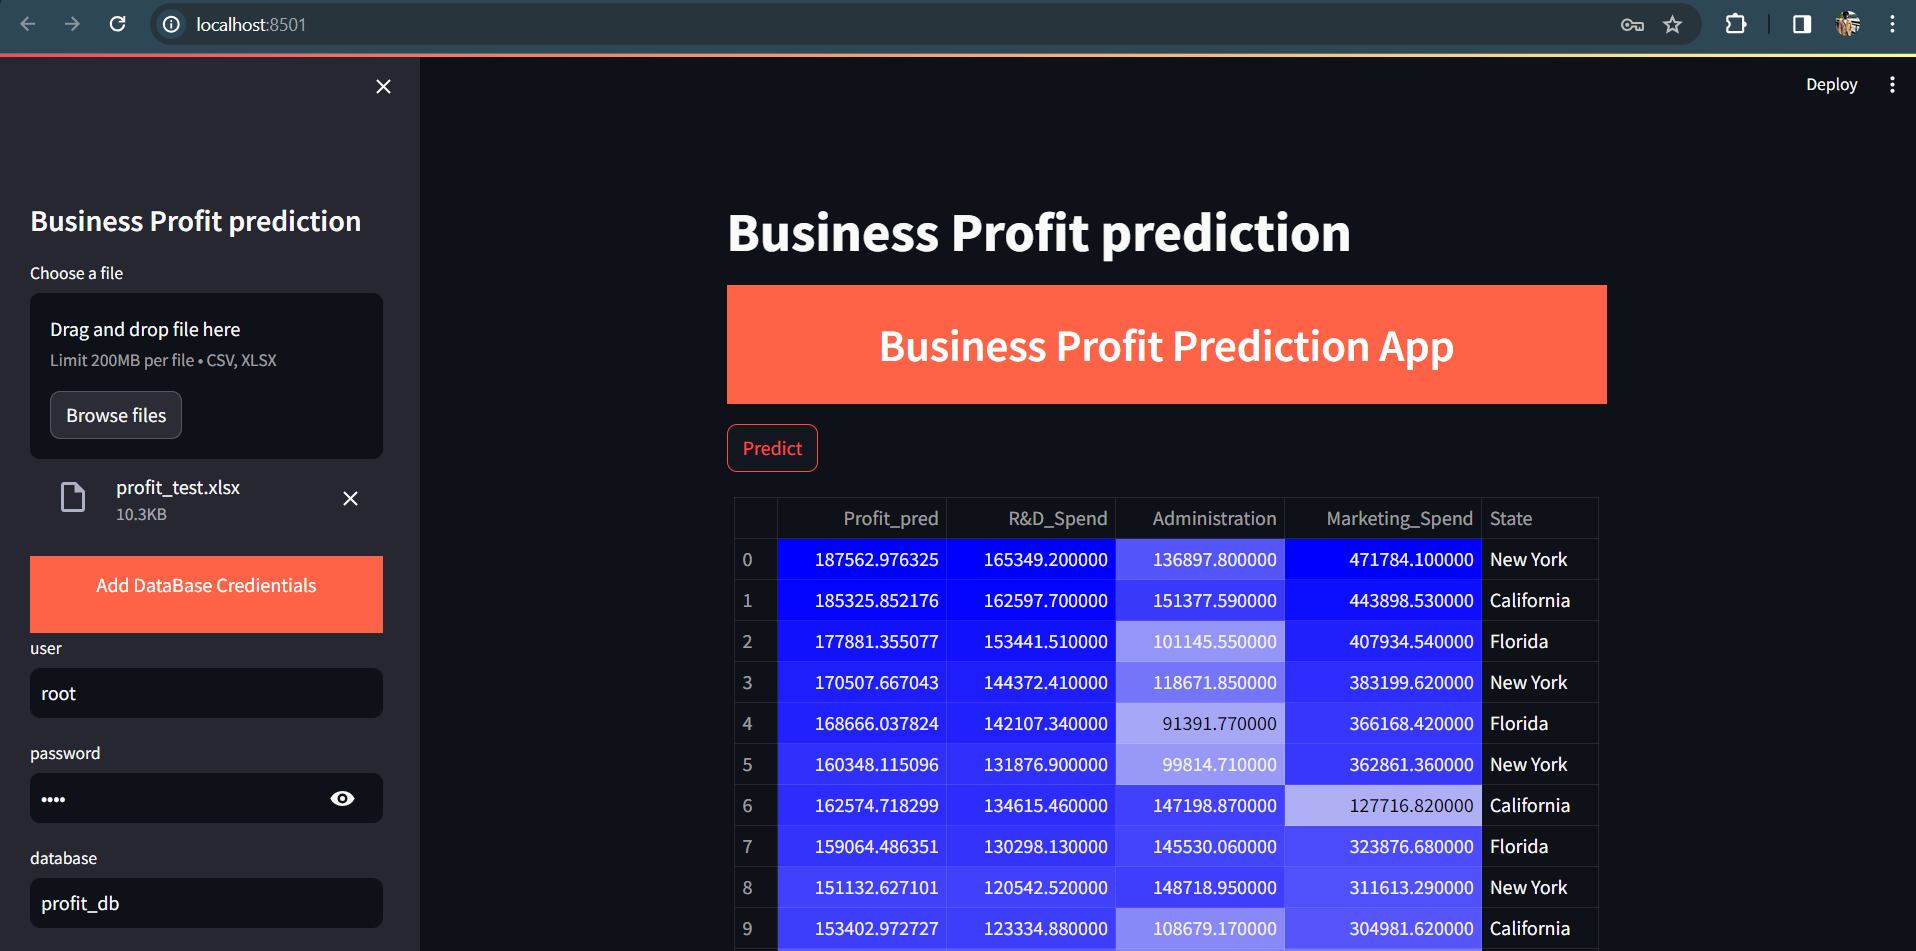 localhost:8501
Deploy
Business Profit prediction
Choose a file
Drag and drop file here
Limit 200MB per file • CSV, XLSX
Browse files
profit_test.xlsx
10.3KB
Add DataBase Credientials
user
root
password
••••
database
profit_db
Business Profit prediction
Business Profit Prediction App
Predict
Profit_pred R&D_Spend Administration Marketing_Spend State
0 187562.976325 165349.200000 136897.800000 471784.100000 New York
1 185325.852176 162597.700000 151377.590000 443898.530000 California
2 177881.355077 153441.510000 101145.550000 407934.540000 Florida
3 170507.667043 144372.410000 118671.850000 383199.620000 New York
4 168666.037824 142107.340000 91391.770000 366168.420000 Florida
5 160348.115096 131876.900000 99814.710000 362861.360000 New York
6 162574.718299 134615.460000 147198.870000 127716.820000 California
7 159064.486351 130298.130000 145530.060000 323876.680000 Florida
8 151132.627101 120542.520000 148718.950000 311613.290000 New York
9 153402.972727 123334.880000 108679.170000 304981.620000 California